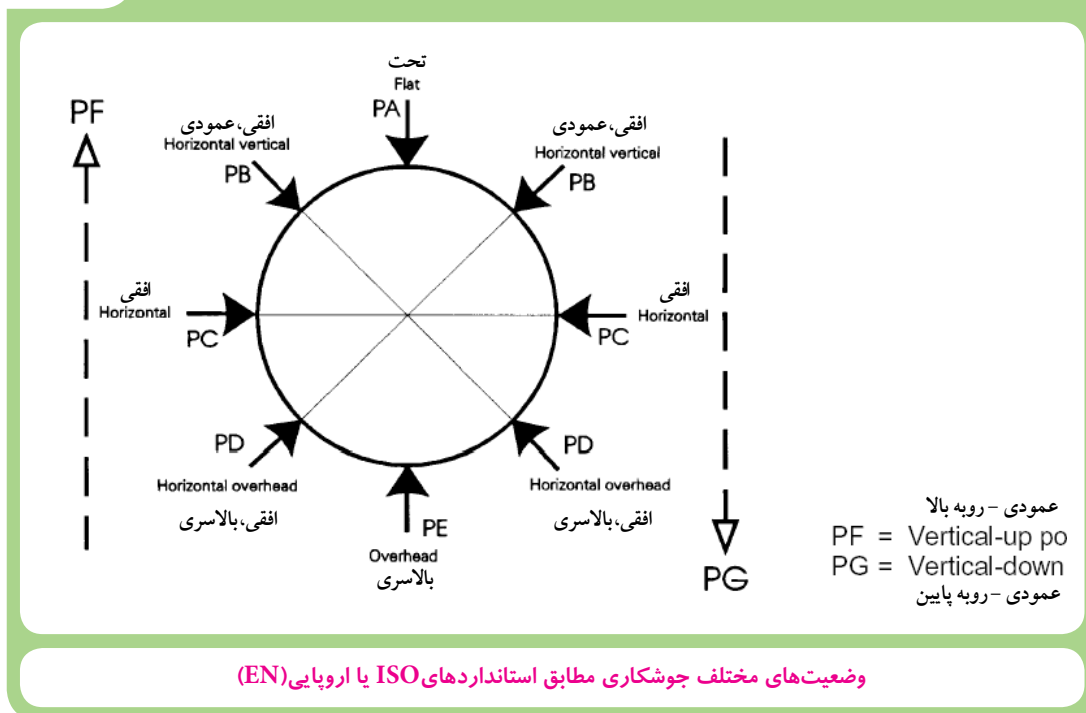 تحت
Flat
PA
PF
افقی،عمودی
Horizontal vertical
PB
افقی،عمودی
Horizontal vertical
PB
افقی
Horizontal
PC
افقی
Horizontal
PC
PD
Horizontal overhead
افقی،بالاسری
PD
Horizontal overhead
افقی،بالاسری
PE
Overhead
بالاسری
PG
عمودی – روبه بالا
PF = Vertical-up po
PG = Vertical-down
عمودی – روبه پایین
وضعیت‌های مختلف جوشکاری مطابق استانداردهای ISO یا اروپایی(EN)